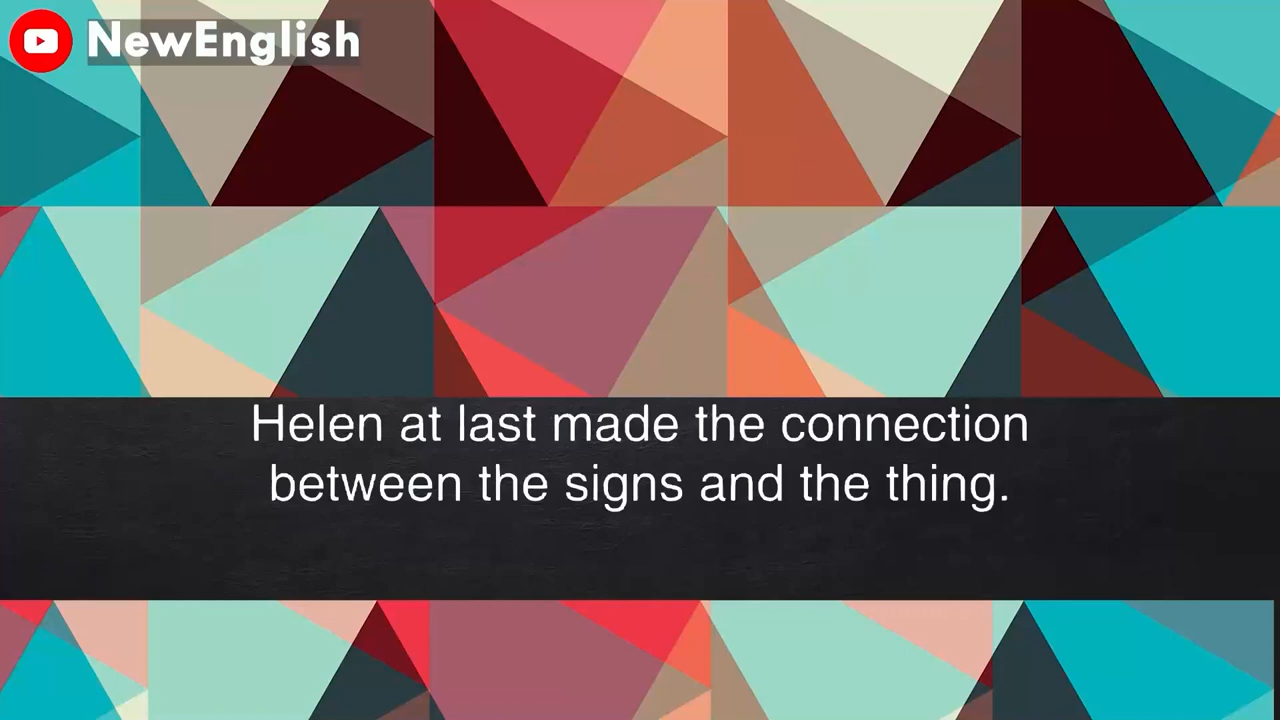 NewEnglish
Helen at last made the connection
between the signs and the thing.